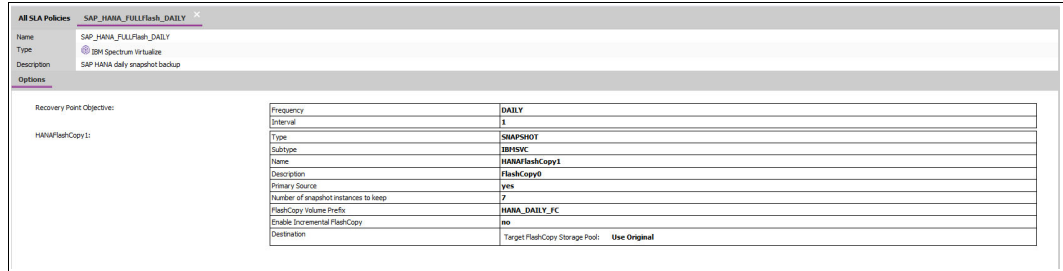 All SLA Policies SAP_HANA_FULLFlash_DAILY ×
Name SAP_HANA_FULLFlash_DAILY
Type IBM Spectrum Virtualize
Description SAP HANA daily snapshot backup
Options
Recovery Point Objective: Frequency DAILY
Interval 1
HANAFlashCopy1: Type SNAPSHOT
Subtype IBMSVC
Name HANAFlashCopy1
Description FlashCopy0
Primary Source yes
Number of snapshot instances to keep 7
FlashCopy Volume Prefix HANA_DAILY_FC
Enable Incremental FlashCopy no
Destination Target FlashCopy Storage Pool: Use Original